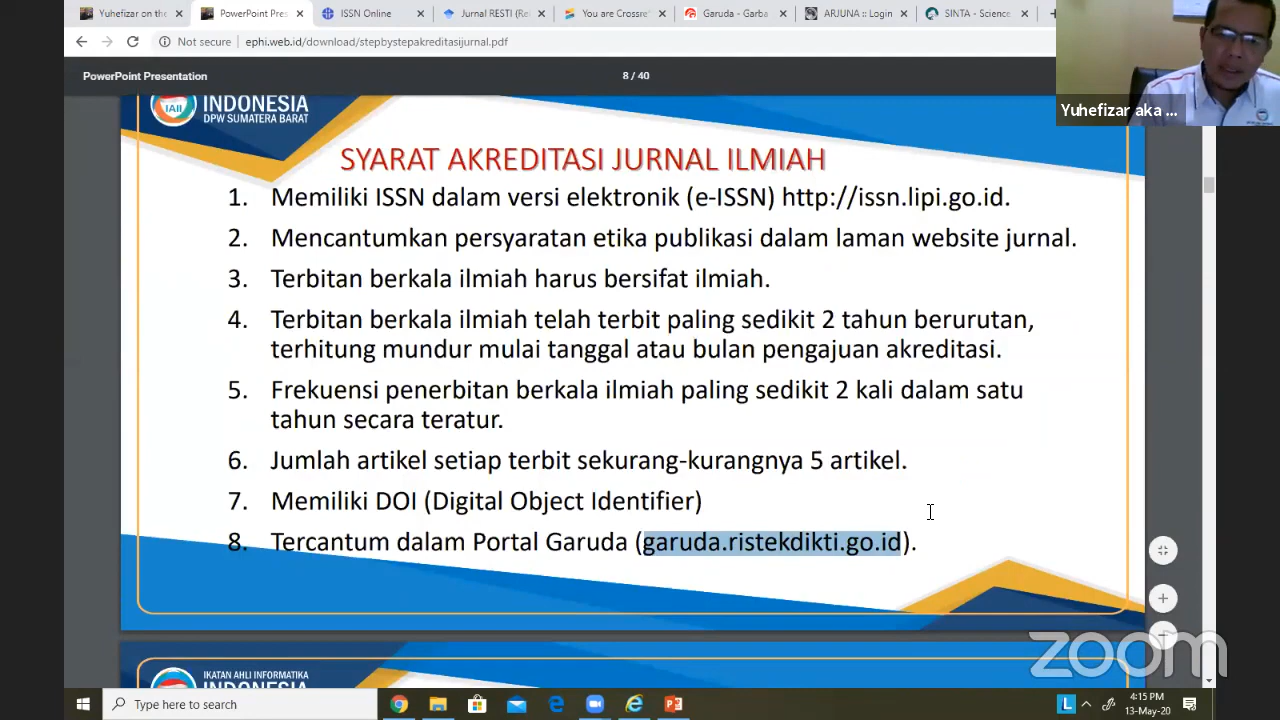 Yuhefizar on the
PowerPoint Pres
ISSN Online
Jurnal RESTI (Re
You are Crossre
Garuda - Garba
ARJUNA :: Login
SINTA - Science
Not secure | ephi.web.id/download/stepbystepakreditasijurnal.pdf
PowerPoint Presentation
8 / 40
Yuhefizar aka ...
IAII
INDONESIA
DPW SUMATERA BARAT
SYARAT AKREDITASI JURNAL ILMIAH
1. Memiliki ISSN dalam versi elektronik (e-ISSN) http://issn.lipi.go.id.
2. Mencantumkan persyaratan etika publikasi dalam laman website jurnal.
3. Terbitan berkala ilmiah harus bersifat ilmiah.
4. Terbitan berkala ilmiah telah terbit paling sedikit 2 tahun berurutan,
terhitung mundur mulai tanggal atau bulan pengajuan akreditasi.
5. Frekuensi penerbitan berkala ilmiah paling sedikit 2 kali dalam satu
tahun secara teratur.
6. Jumlah artikel setiap terbit sekurang-kurangnya 5 artikel.
7. Memiliki DOI (Digital Object Identifier)
8. Tercantum dalam Portal Garuda (garuda.ristekdikti.go.id).
zoom
IKATAN AHLI INFORMATIKA
INDONESIA
Type here to search
4:15 PM
13-May-20